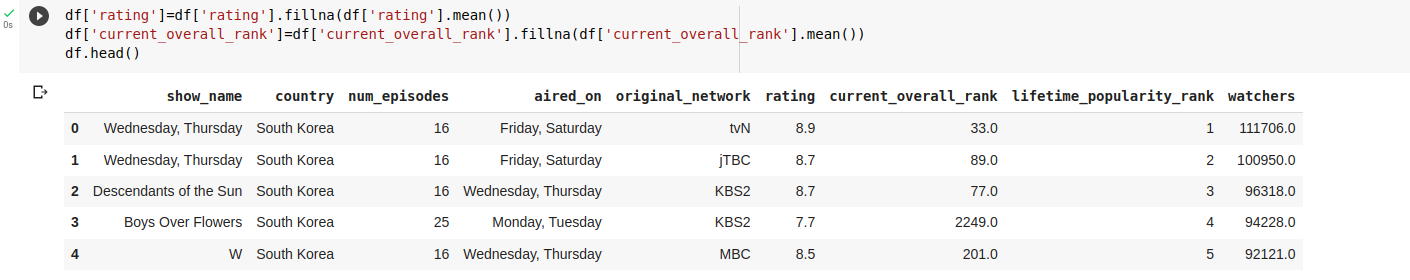 df['rating']=df['rating'].fillna(df['rating'].mean())
df['current_overall_rank']=df['current_overall_rank'].fillna(df['current_overall_rank'].mean())
df.head()
0s
show_name country num_episodes aired_on original_network rating current_overall_rank lifetime_popularity_rank watchers
0 Wednesday, Thursday South Korea 16 Friday, Saturday tvN 8.9 33.0 1 111706.0
1 Wednesday, Thursday South Korea 16 Friday, Saturday jTBC 8.7 89.0 2 100950.0
2 Descendants of the Sun South Korea 16 Wednesday, Thursday KBS2 8.7 77.0 3 96318.0
3 Boys Over Flowers South Korea 25 Monday, Tuesday KBS2 7.7 2249.0 4 94228.0
4 W South Korea 16 Wednesday, Thursday MBC 8.5 201.0 5 92121.0